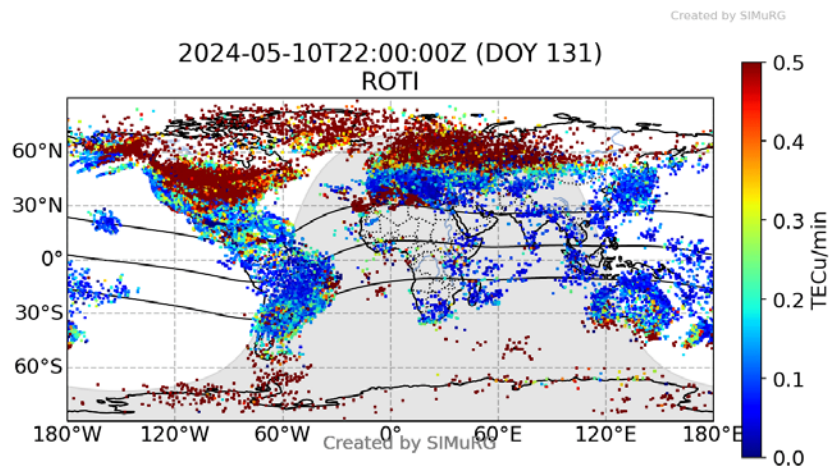 Created by SIMuRG
2024-05-10T22:00:00Z (DOY 131)
ROTI
0.5
60°N
0.4
30°N
0.3
0°
TECu/min
0.2
30°S
0.1
60°S
180°W 120°W 60°W 0° 60°E 120°E 180°E
0.0
Created by SIMuRG